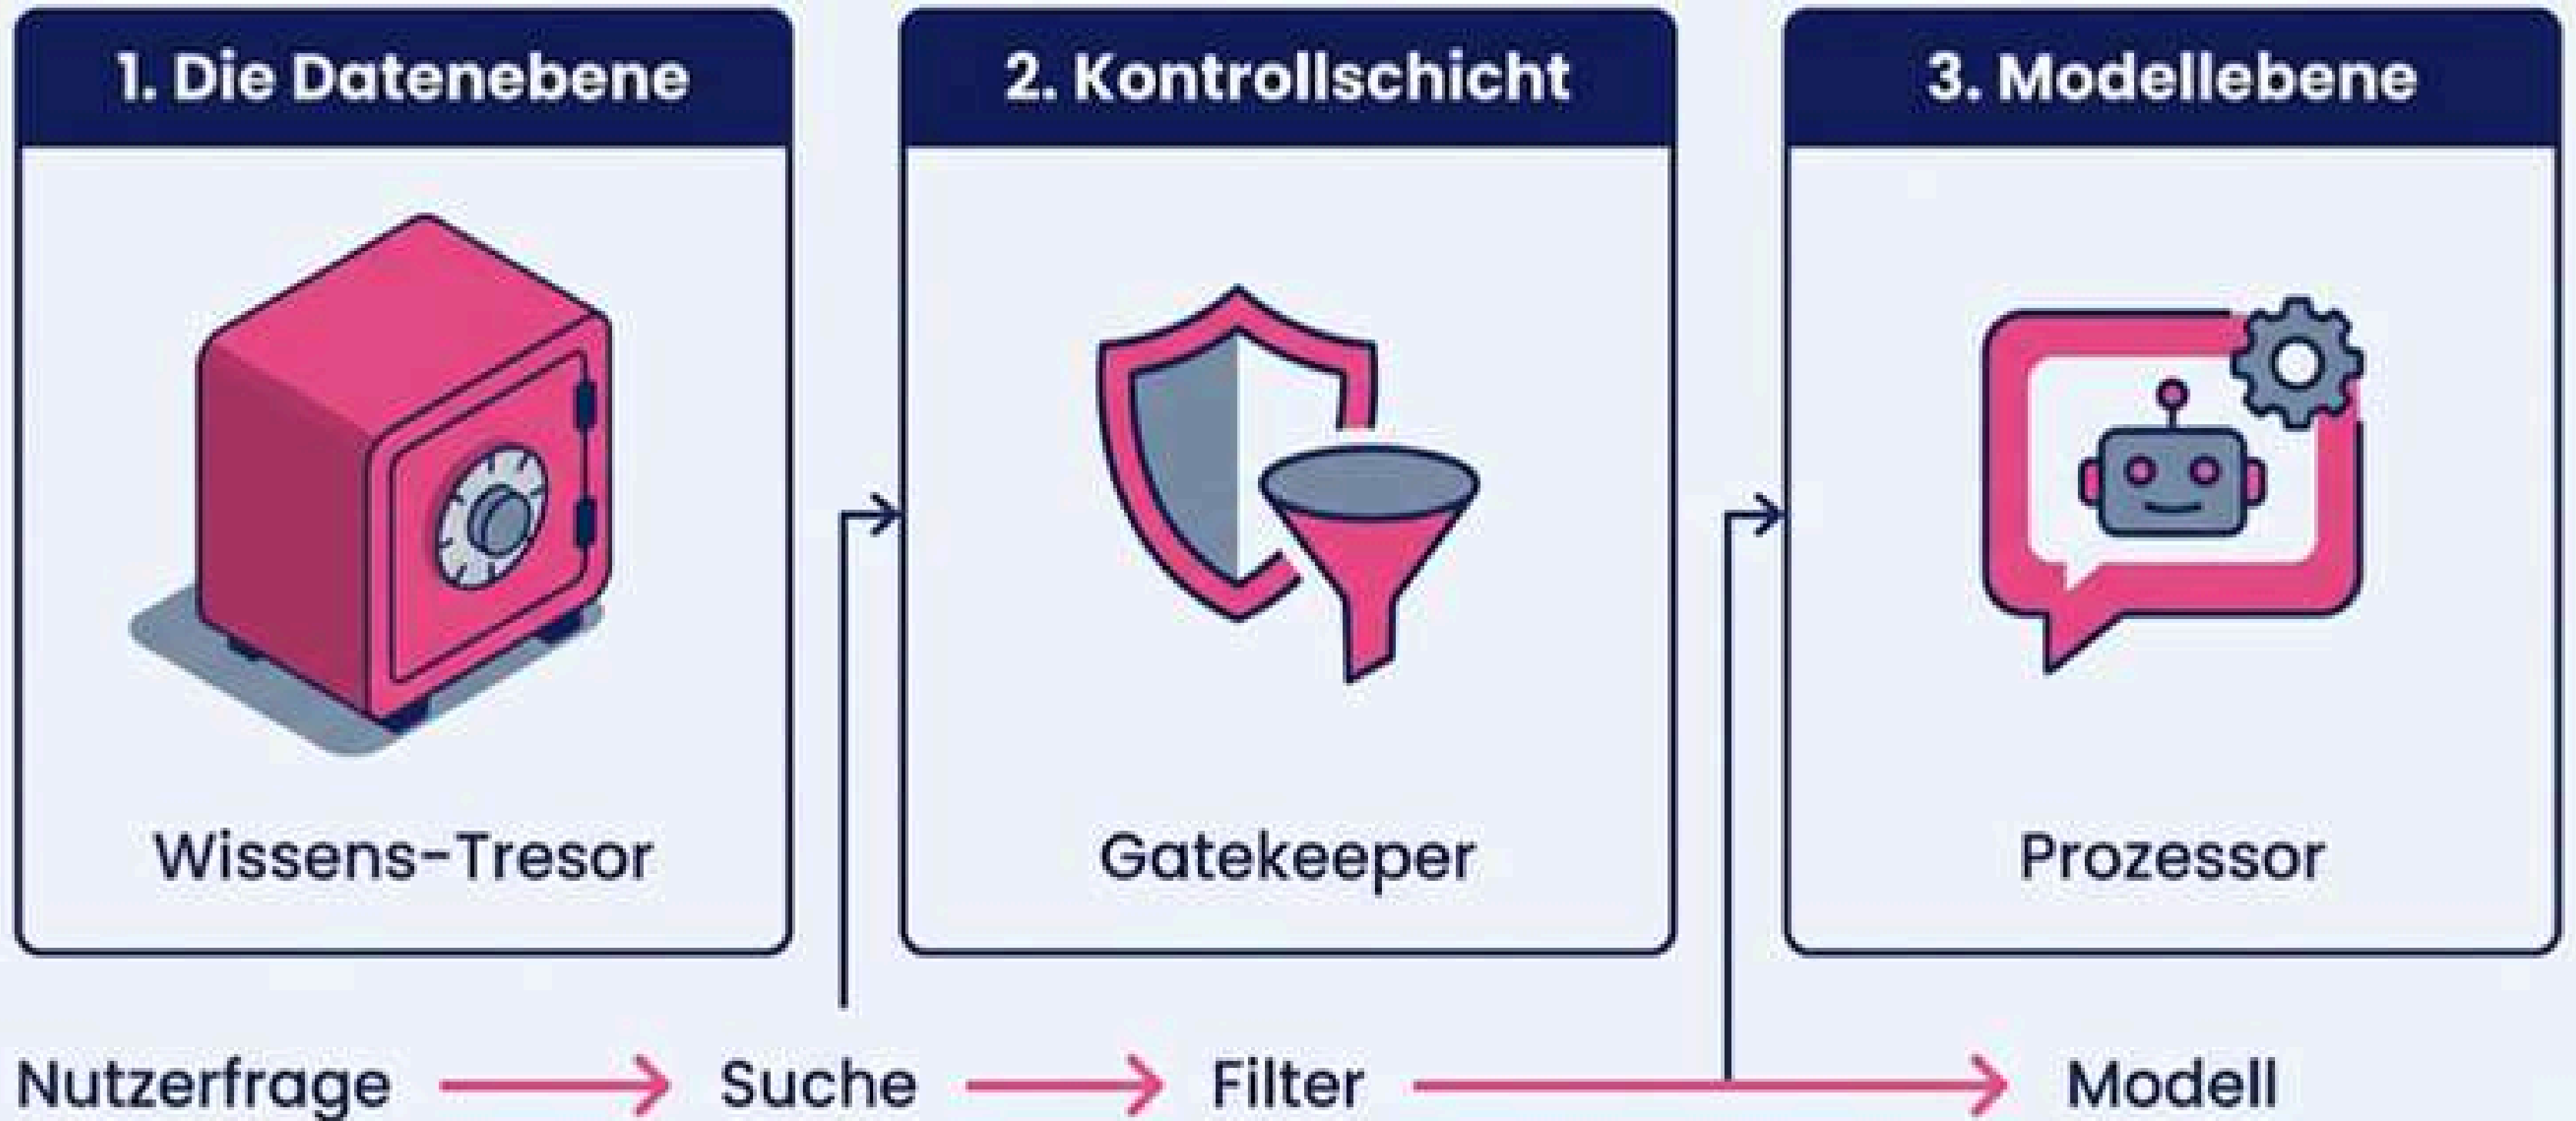 1. Die Datenebene
2. Kontrollschicht
3. Modellebene
Wissens-Tresor
Gatekeeper
Prozessor
Nutzerfrage
Suche
Filter
Modell